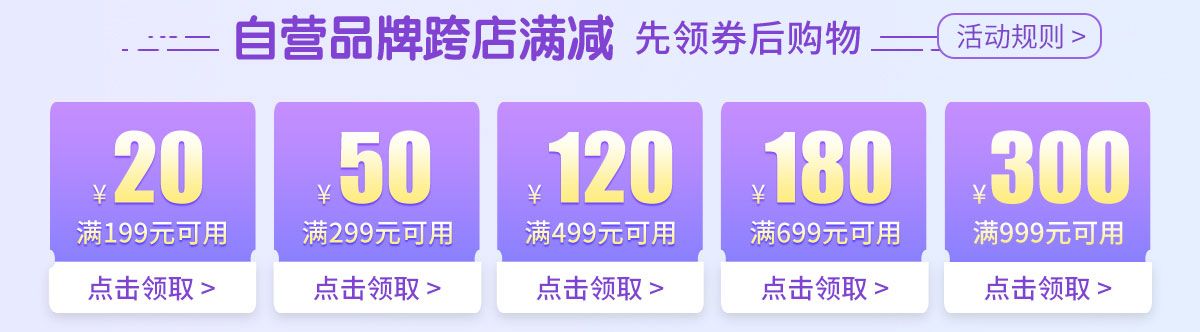 自营品牌跨店满减 先领券后购物 活动规则 >
¥20
满199元可用
点击领取 >
¥50
满299元可用
点击领取 >
¥120
满499元可用
点击领取 >
¥180
满699元可用
点击领取 >
¥300
满999元可用
点击领取 >